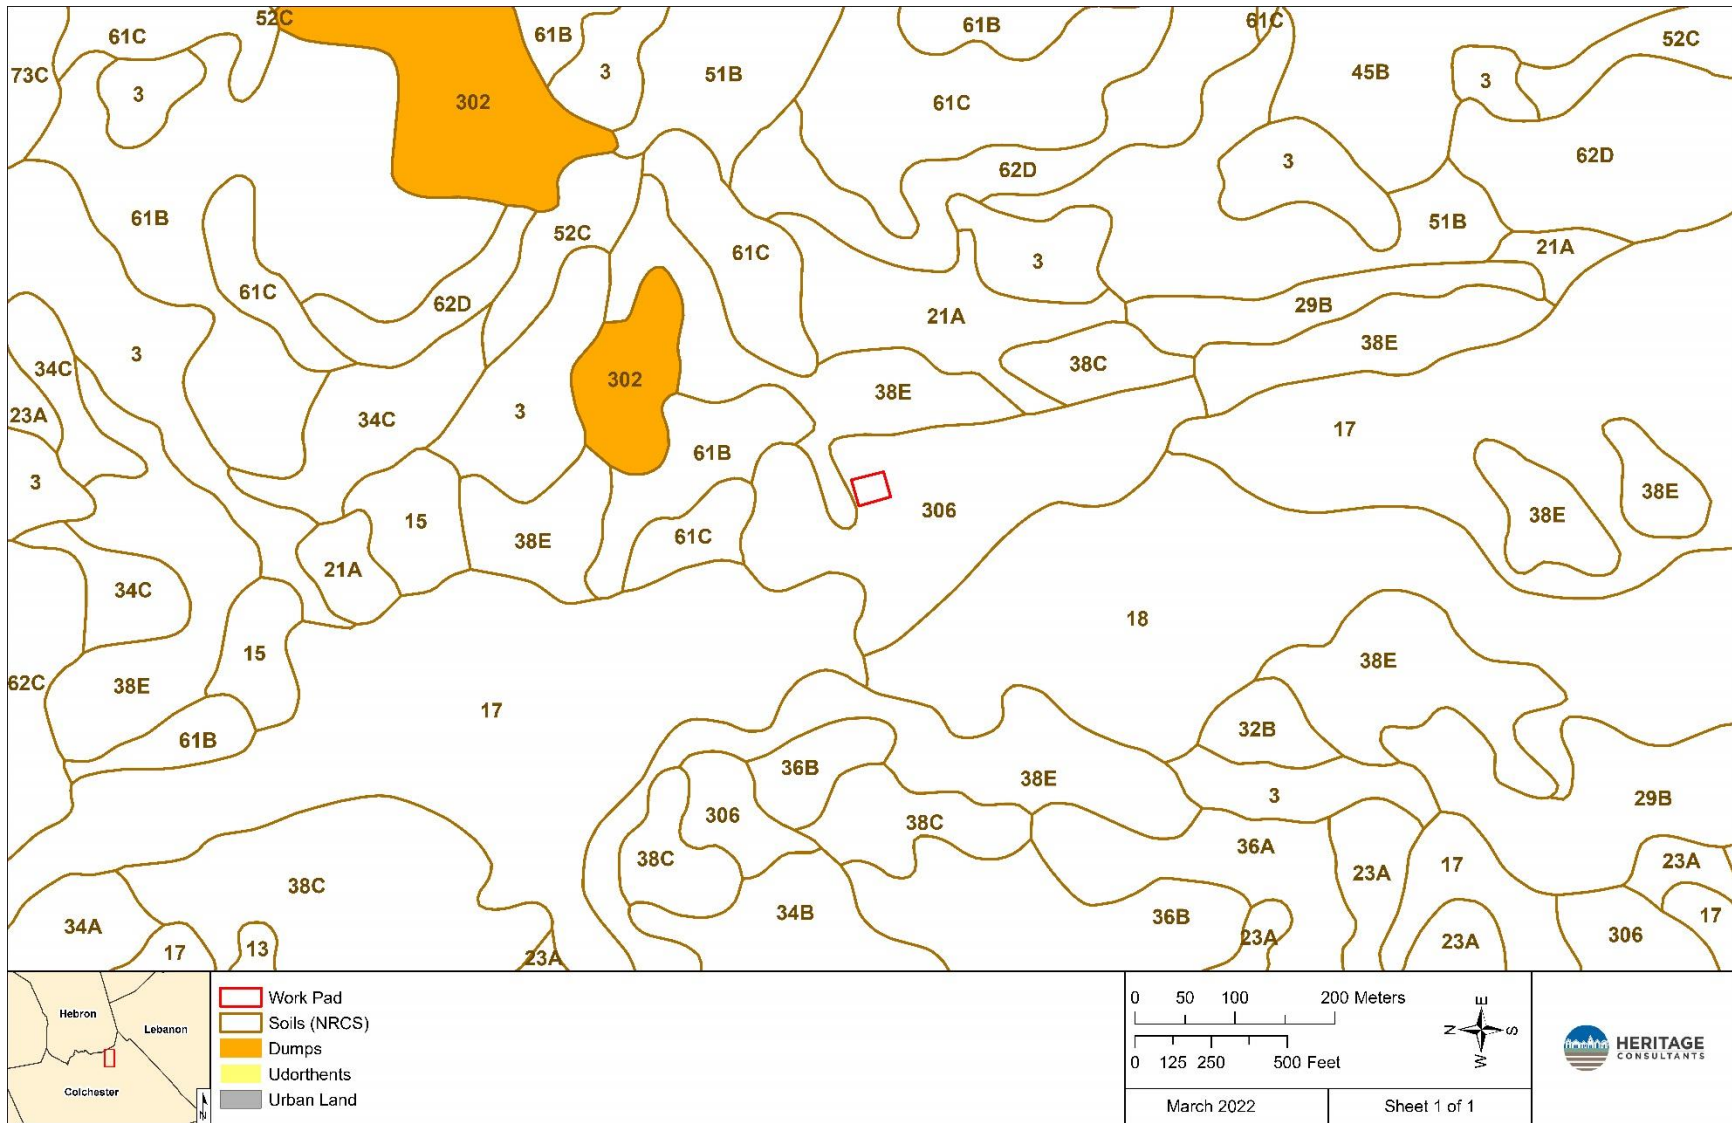 52C
61C
61B
61B
61C
52C
73C
3
302
3
51B
61C
45B
3
62D
3
62D
61B
52C
61C
3
51B
21A
61C
62D
21A
29B
3
34C
302
38E
38C
38E
23A
34C
3
61B
17
3
15
38E
61C
306
38E
38E
21A
34C
18
15
38E
62C
38E
17
61B
32B
36B
38E
3
29B
306
38C
38C
36A
23A
17
23A
38C
34A
34B
36B
17
17
13
23A
23A
23A
306
Hebron
Lebanon
Colchester
N
Work Pad
Soils (NRCS)
Dumps
Udorthents
Urban Land
0 50 100 200 Meters
0 125 250 500 Feet
E
N S
W
March 2022
Sheet 1 of 1
HERITAGE
CONSULTANTS